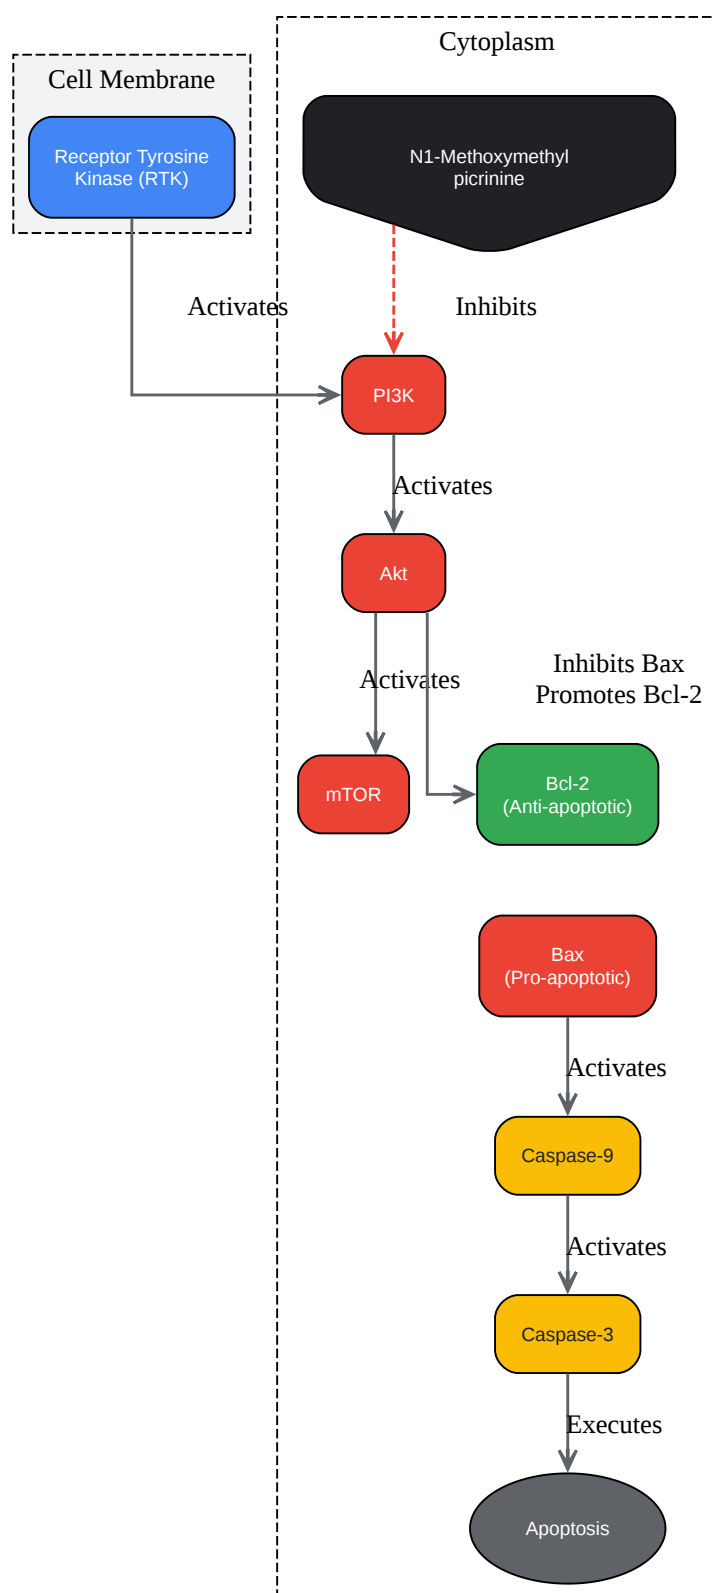 Cytoplasm
Cell Membrane
Receptor Tyrosine
Kinase (RTK)
N1-Methoxymethyl
picrinine
Activates
Inhibits
PI3K
Activates
Akt
Inhibits Bax
Promotes Bcl-2
Activates
mTOR
Bcl-2
(Anti-apoptotic)
Bax
(Pro-apoptotic)
Activates
Caspase-9
Activates
Caspase-3
Executes
Apoptosis